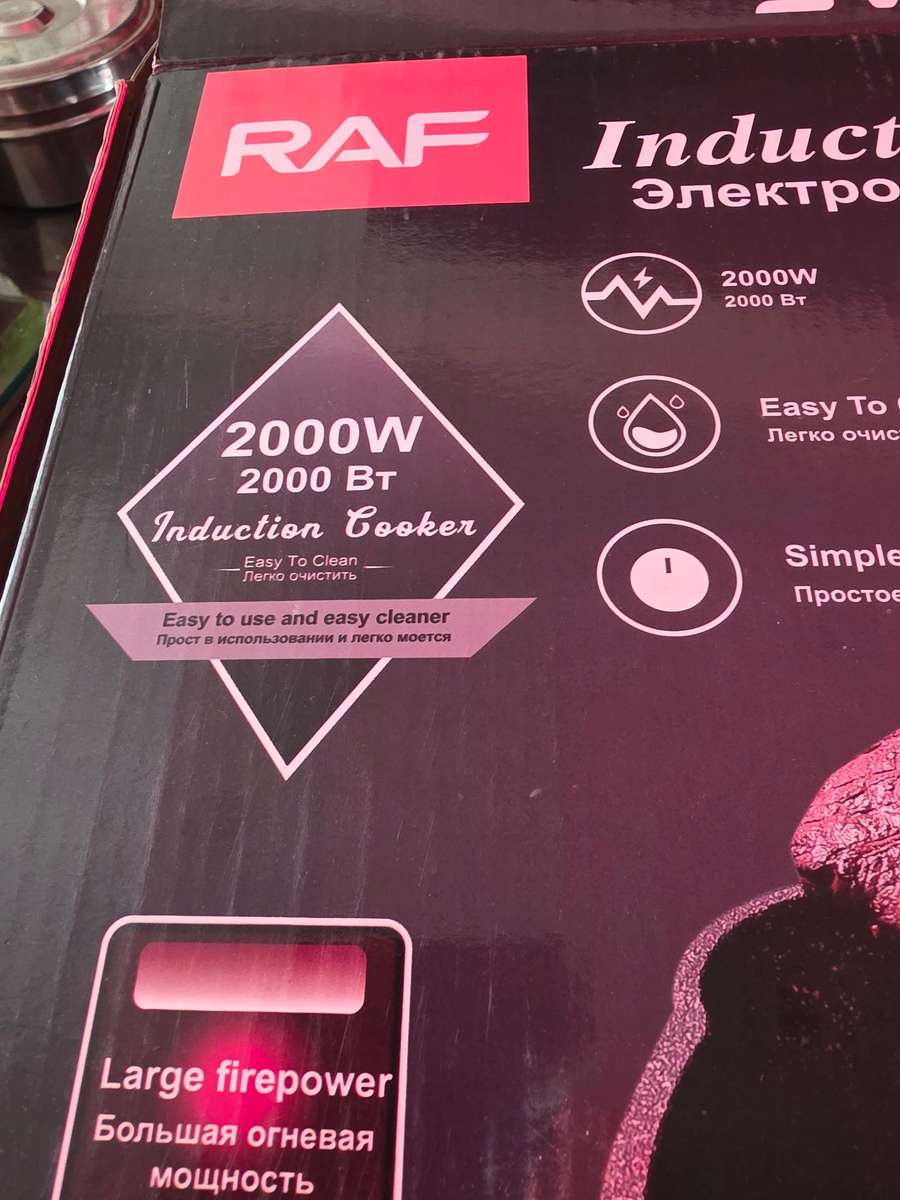 RAF
Induct
Электро
2000W
2000 Вт
Easy To
Легко очис
Simple
Простое
2000W
2000 Вт
Induction Cooker
Easy To Clean
Легко очистить
Easy to use and easy cleaner
Прост в использовании и легко моется
Large firepower
Большая огневая
мощность